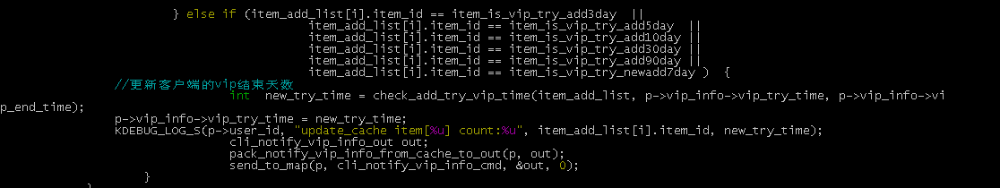 } else if (item_add_list[i].item_id == item_is_vip_try_add3day  ||
item_add_list[i].item_id == item_is_vip_try_add5day  ||
item_add_list[i].item_id == item_is_vip_try_add10day ||
item_add_list[i].item_id == item_is_vip_try_add30day ||
item_add_list[i].item_id == item_is_vip_try_add90day ||
item_add_list[i].item_id == item_is_vip_try_newadd7day )  {
//更新客户端的vip结束天数
int  new_try_time = check_add_try_vip_time(item_add_list, p->vip_info->vip_try_time, p->vip_info->vi
p_end_time);
p->vip_info->vip_try_time = new_try_time;
KDEBUG_LOG_S(p->user_id, "update_cache item[%u] count:%u", item_add_list[i].item_id, new_try_time);
cli_notify_vip_info_out out;
pack_notify_vip_info_from_cache_to_out(p, out);
send_to_map(p, cli_notify_vip_info_cmd, &out, 0);
}
}